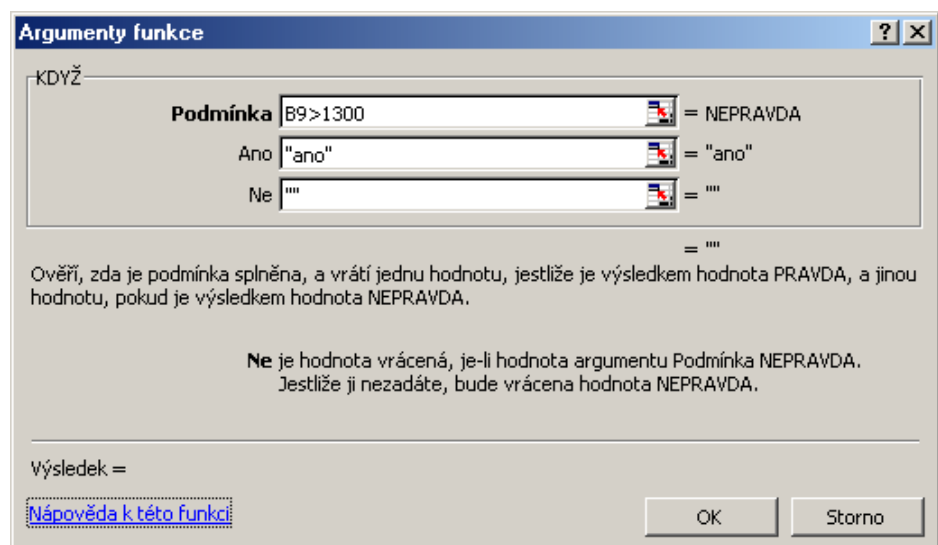 Argumenty funkce
KDYŽ
Podmínka B9>1300 = NEPRAVDA
Ano "ano" = "ano"
Ne "" = ""
= ""
Ověří, zda je podmínka splněna, a vrátí jednu hodnotu, jestliže je výsledkem hodnota PRAVDA, a jinou
hodnotu, pokud je výsledkem hodnota NEPRAVDA.
Ne je hodnota vrácená, je-li hodnota argumentu Podmínka NEPRAVDA.
Jestliže ji nezadáte, bude vrácena hodnota NEPRAVDA.
Výsledek =
Nápověda k této funkci OK Storno